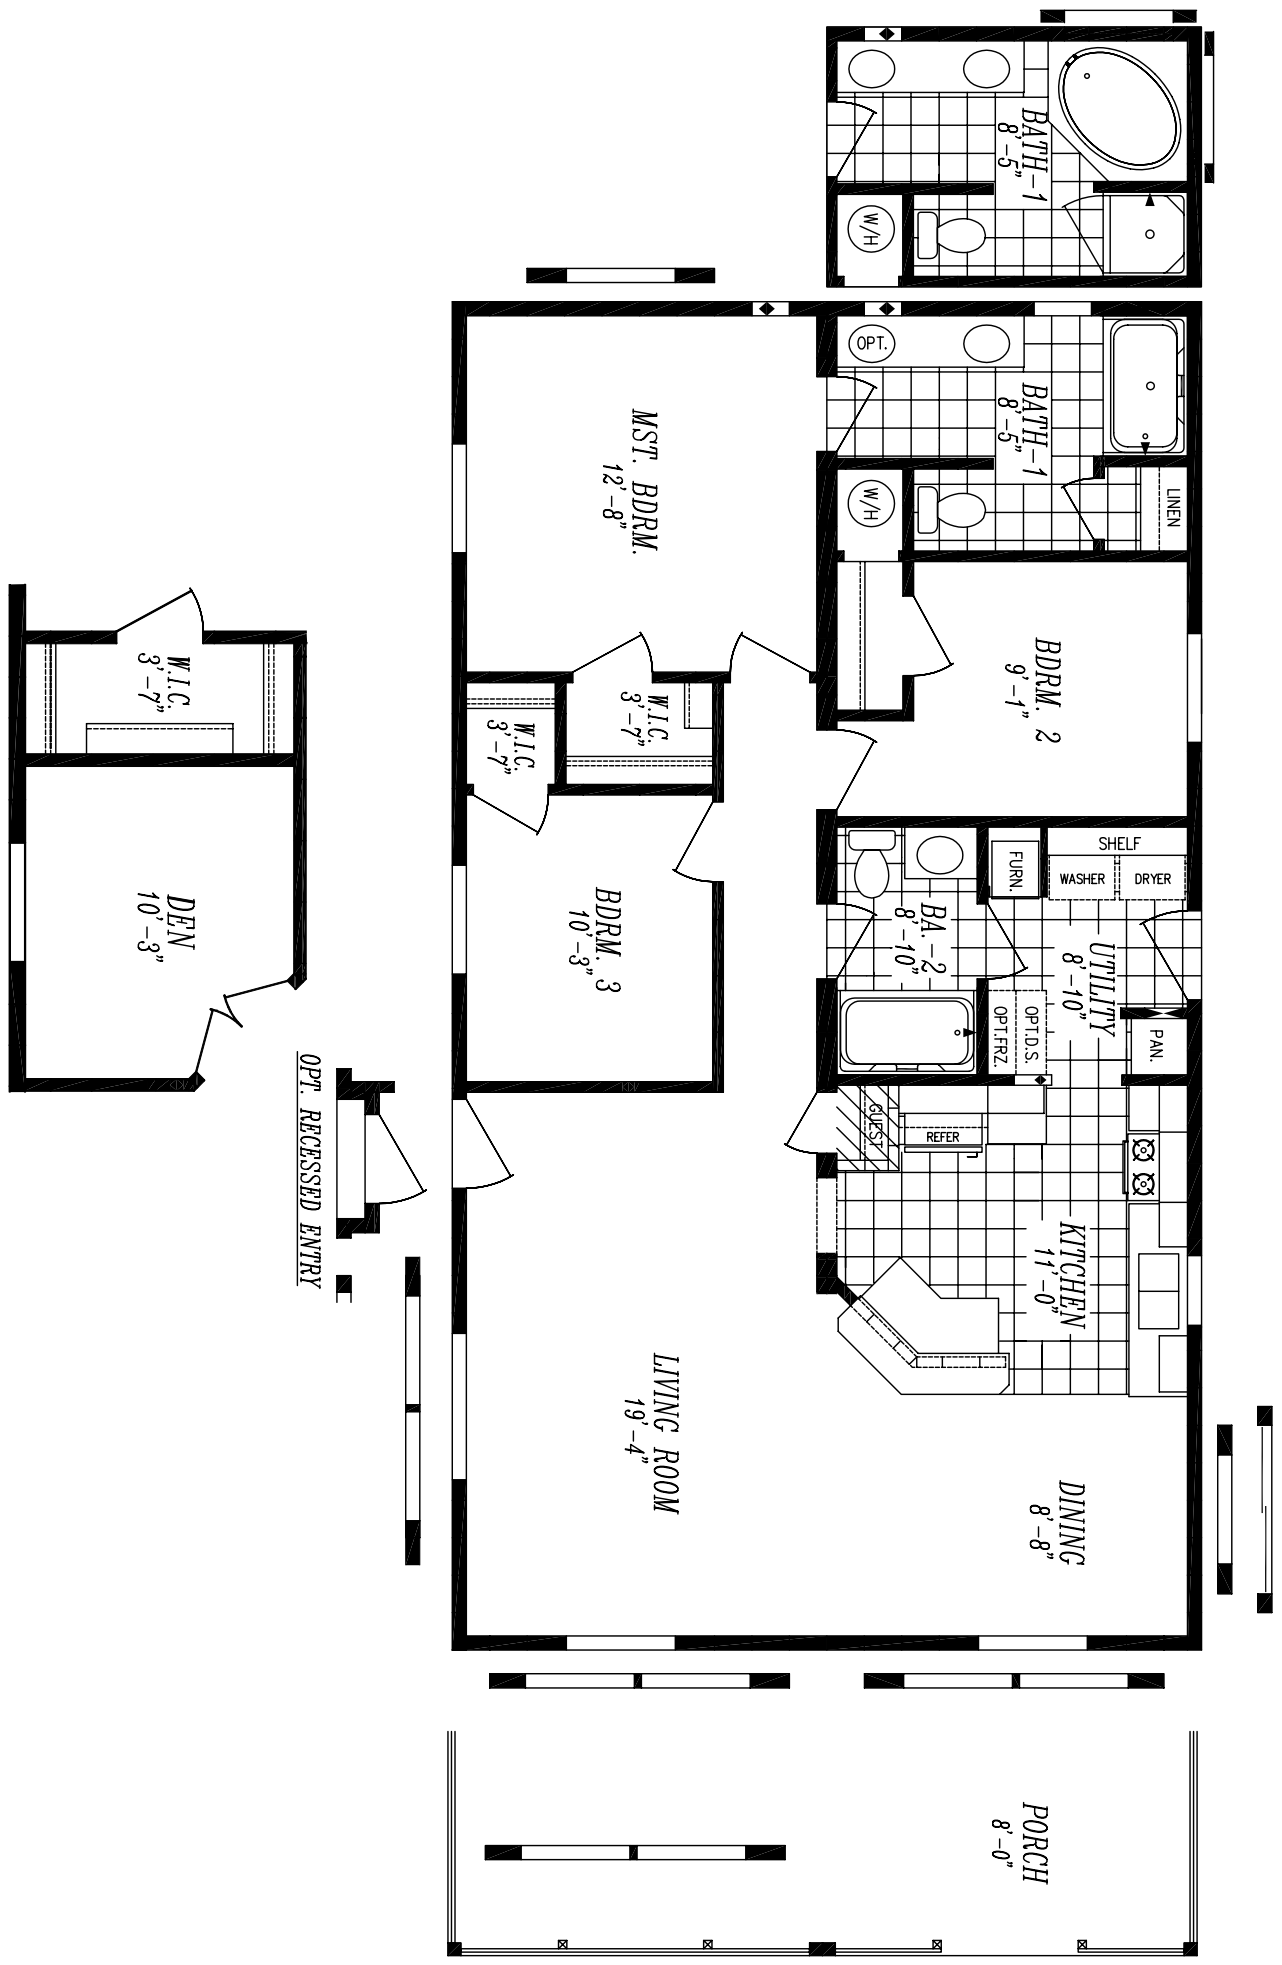 BATH-1
8'-5"
W/H
OPT.
BATH-1
8'-5"
W/H
LINEN
MST. BDRM.
12'-8"
BDRM. 2
9'-1"
W.I.C.
3'-7"
W.I.C.
3'-7"
W.I.C.
3'-7"
DEN
10'-3"
BDRM. 3
10'-3"
BA.-2
8'-10"
FURN.
SHELF
WASHER
DRYER
UTILITY
8'-10"
OPT.D.S.
OPT.FRZ.
PAN.
GUEST
REFER
KITCHEN
11'-0"
OPT. RECESSED ENTRY
LIVING ROOM
19'-4"
DINING
8'-8"
PORCH
8'-0"